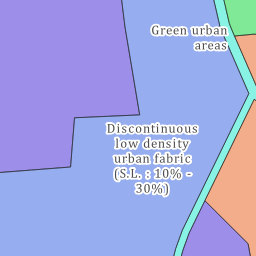 Green urban
areas
Discontinuous
low density
urban fabric
(S.L. : 10% -
30%)